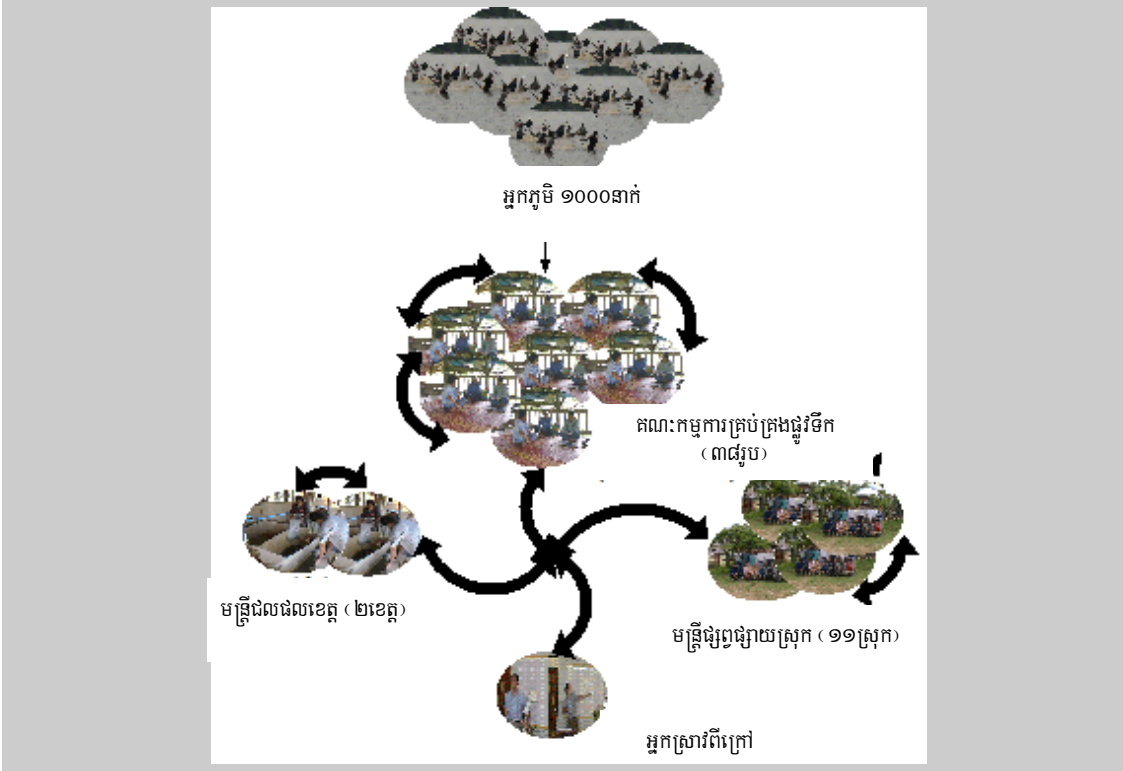 អ្នកភូមិ ១០០០នាក់
គណៈកម្មការគ្រប់គ្រងផ្លូវទឹក
(៣៨រូប)
មន្ត្រីជលផលខេត្ត (២ខេត្ត)
មន្ត្រីផ្សព្វផ្សាយស្រុក (១១ស្រុក)
អ្នកស្រាវពីក្រៅ